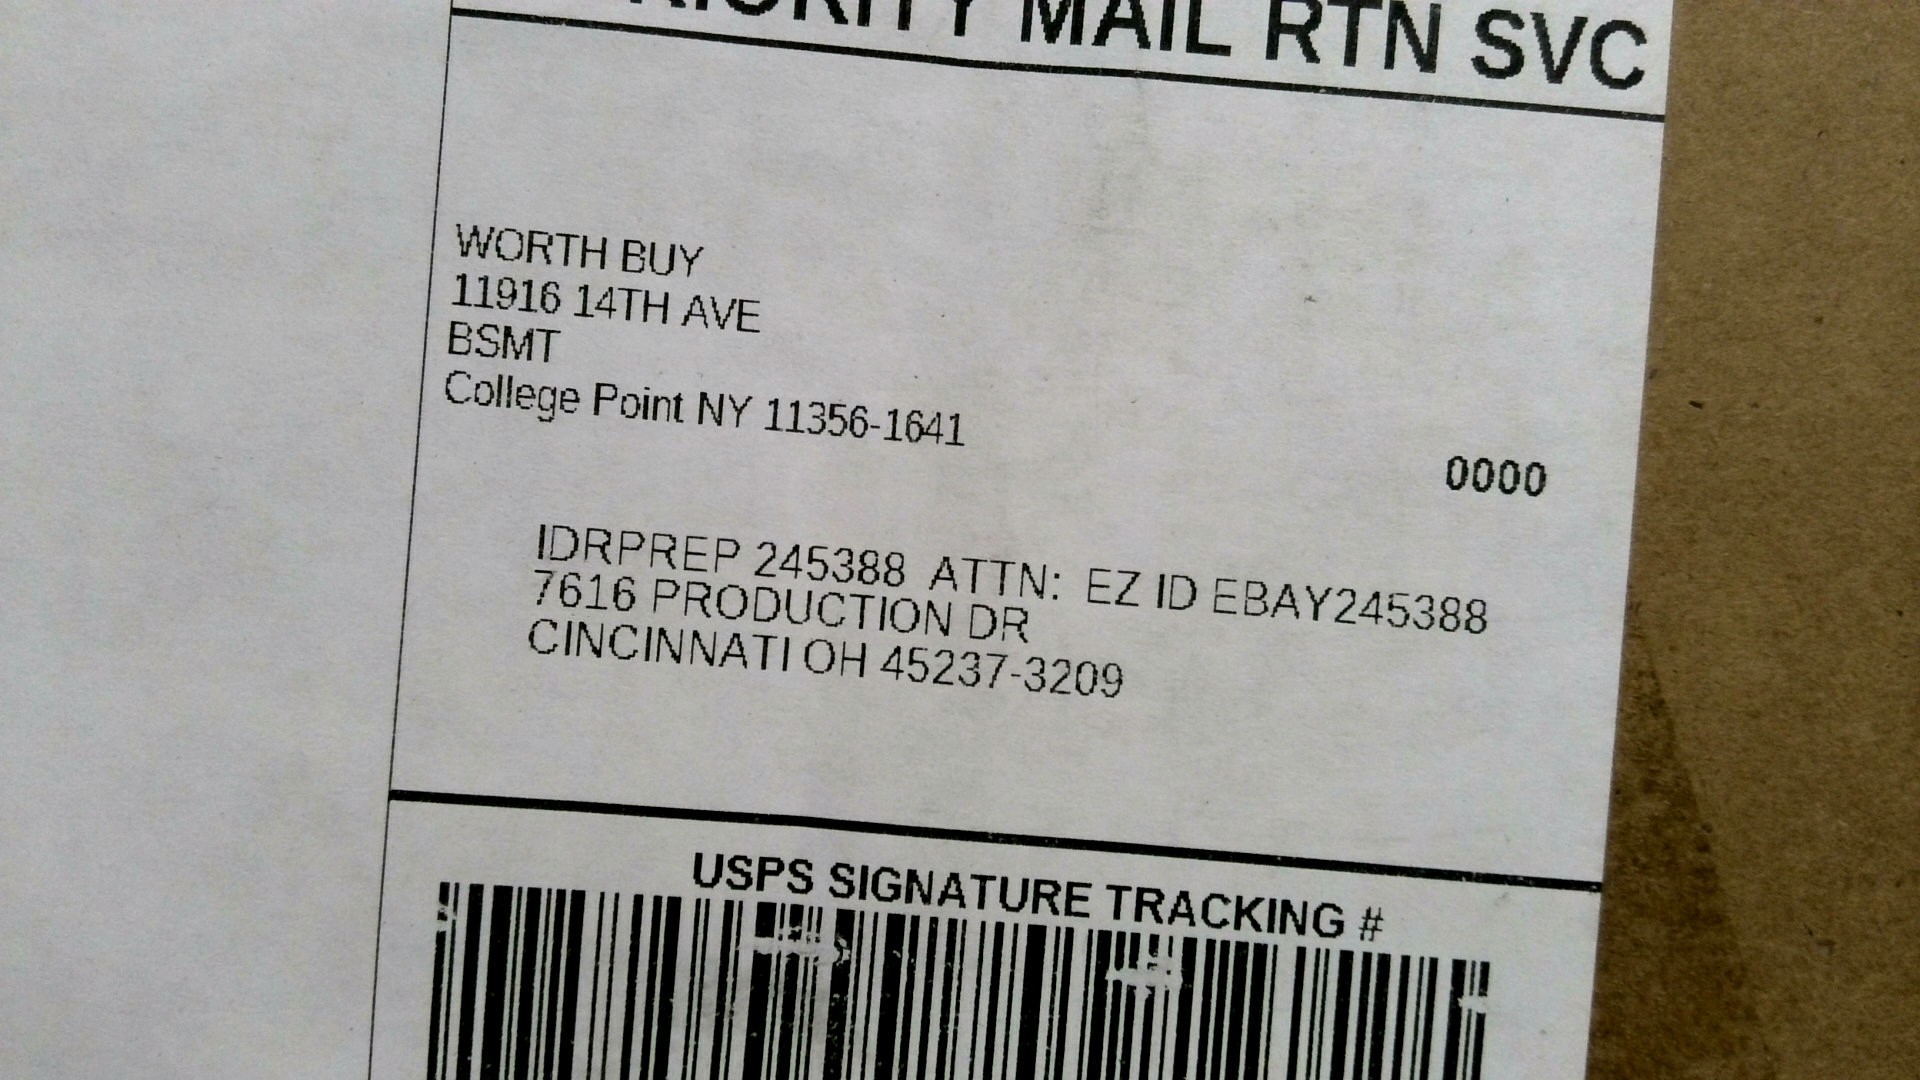 PRIORITY MAIL RTN SVC
WORTH BUY
11916 14TH AVE
BSMT
College Point NY 11356-1641
0000
IDRPREP 245388 ATTN: EZ ID EBAY245388
7616 PRODUCTION DR
CINCINNATI OH 45237-3209
USPS SIGNATURE TRACKING #